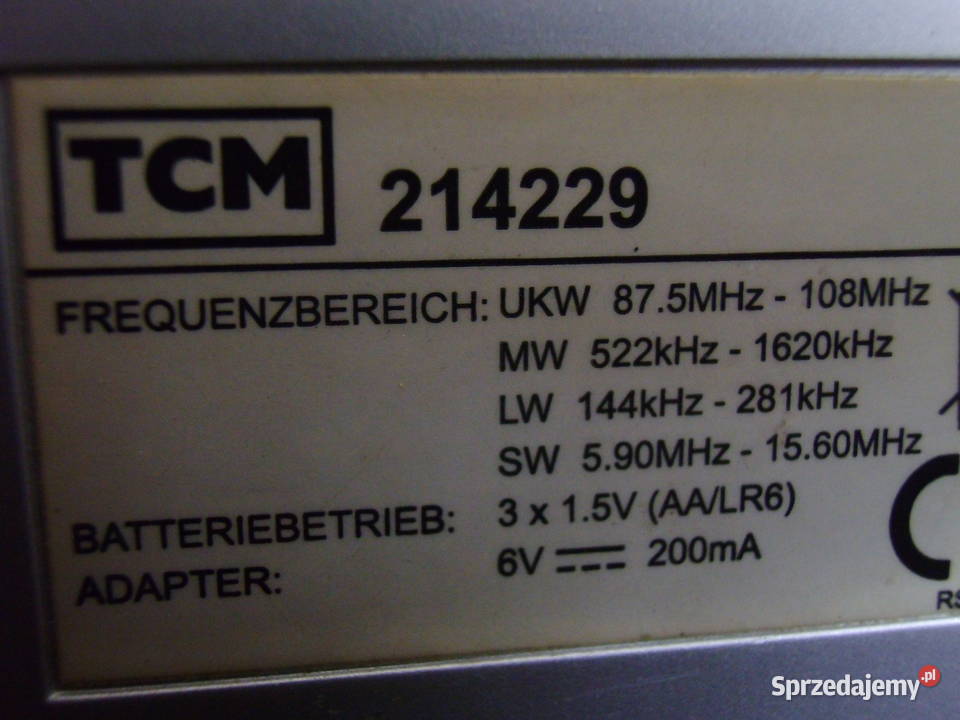 TCM 214229
FREQUENZBEREICH: UKW 87.5MHz - 108MHz
MW 522kHz - 1620kHz
LW 144kHz - 281kHz
SW 5.90MHz - 15.60MHz
BATTERIEBETRIEB: 3 x 1.5V (AA/LR6)
ADAPTER: 6V ⎓ 200mA
Sprzedajemy.pl